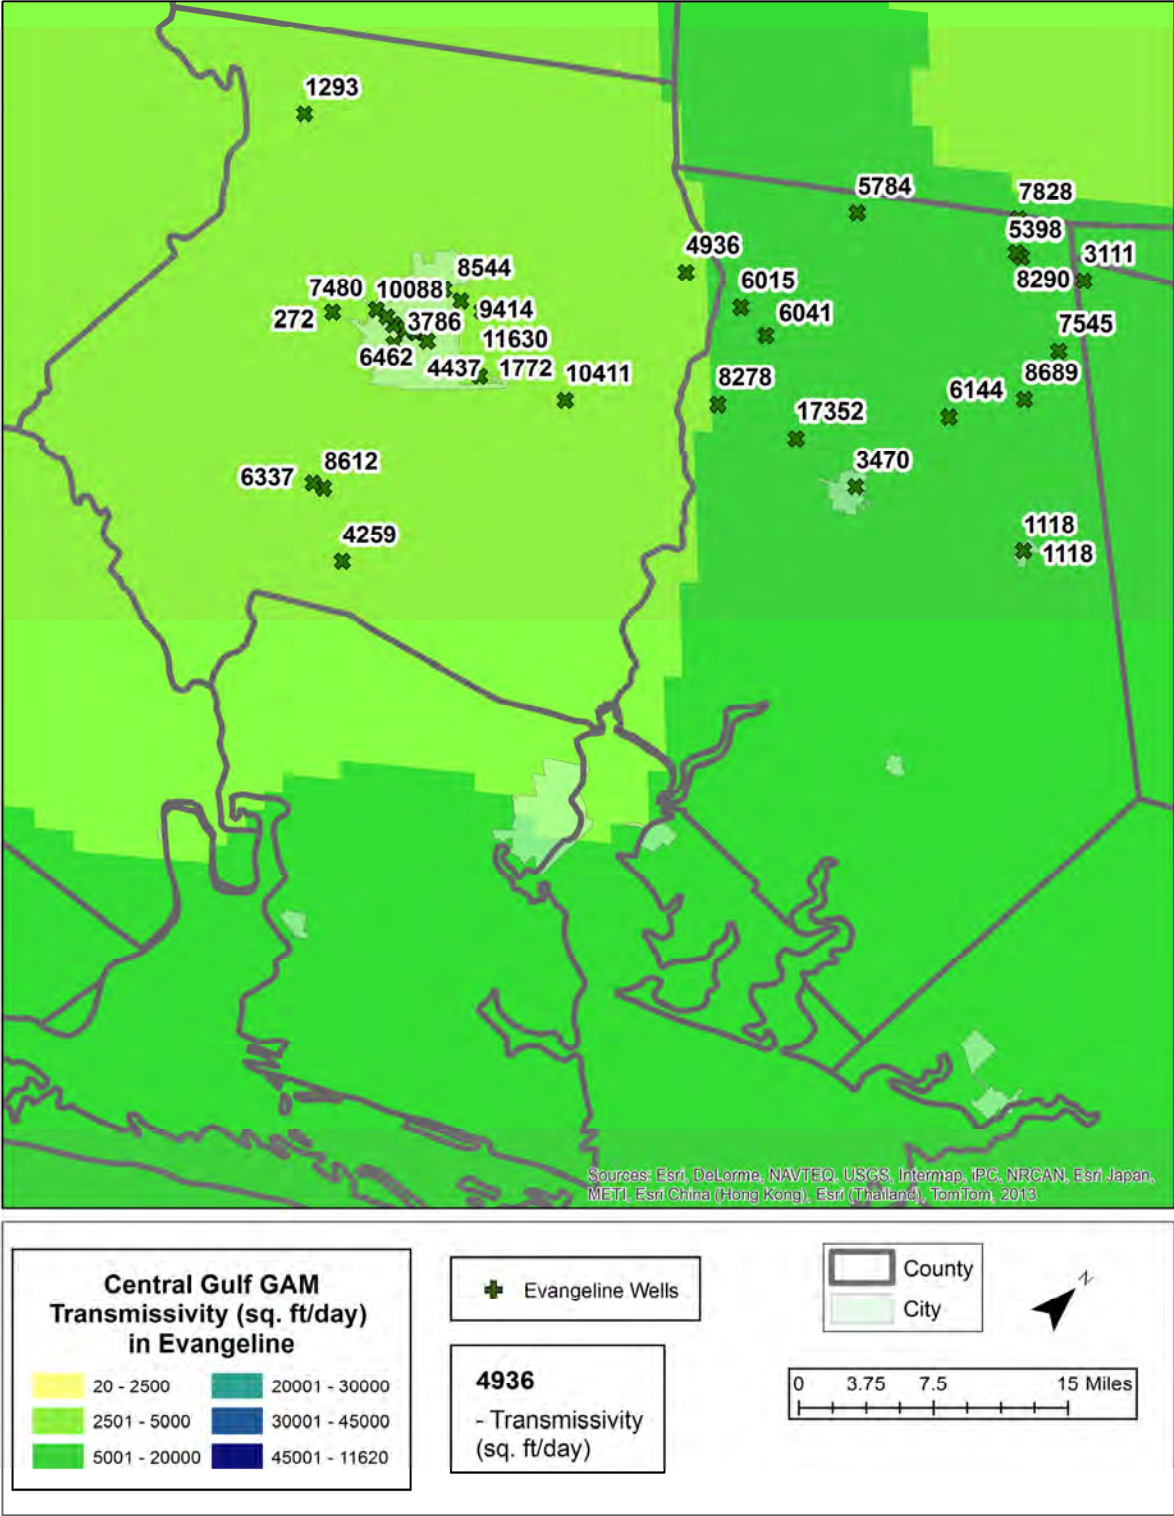 1293
5784
7828
5398
4936
3111
8544
8290
6015
7480
10088
9414
272
3786
6041
11630
7545
6462
4437
1772
10411
8278
8689
6144
17352
3470
8612
6337
4259
1118
1118
Sources: Esri, DeLorme, NAVTEQ, USGS, Intermap, iPC, NRCAN, Esri Japan,
METI, Esri China (Hong Kong), Esri (Thailand), TomTom, 2013
Central Gulf GAM
Transmissivity (sq. ft/day)
in Evangeline
20 - 2500
20001 - 30000
2501 - 5000
30001 - 45000
5001 - 20000
45001 - 11620
Evangeline Wells
4936
- Transmissivity
(sq. ft/day)
County
City
N
0 3.75 7.5 15 Miles